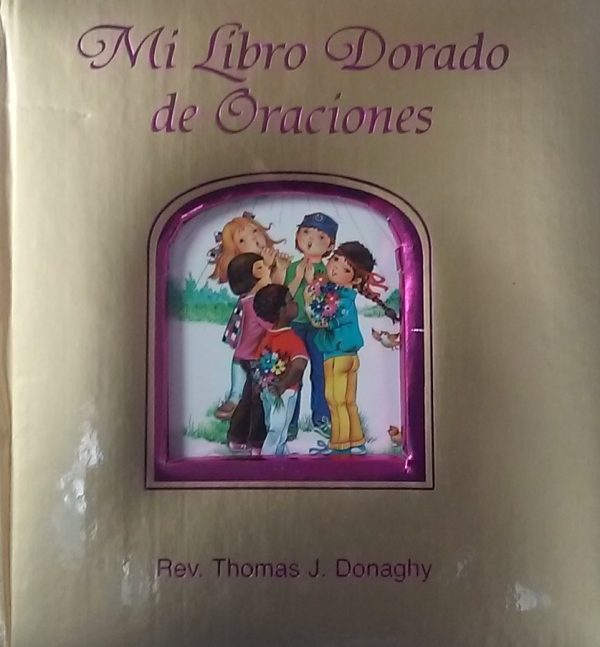 Mi Libro Dorado
de Oraciones
Rev. Thomas J. Donaghy